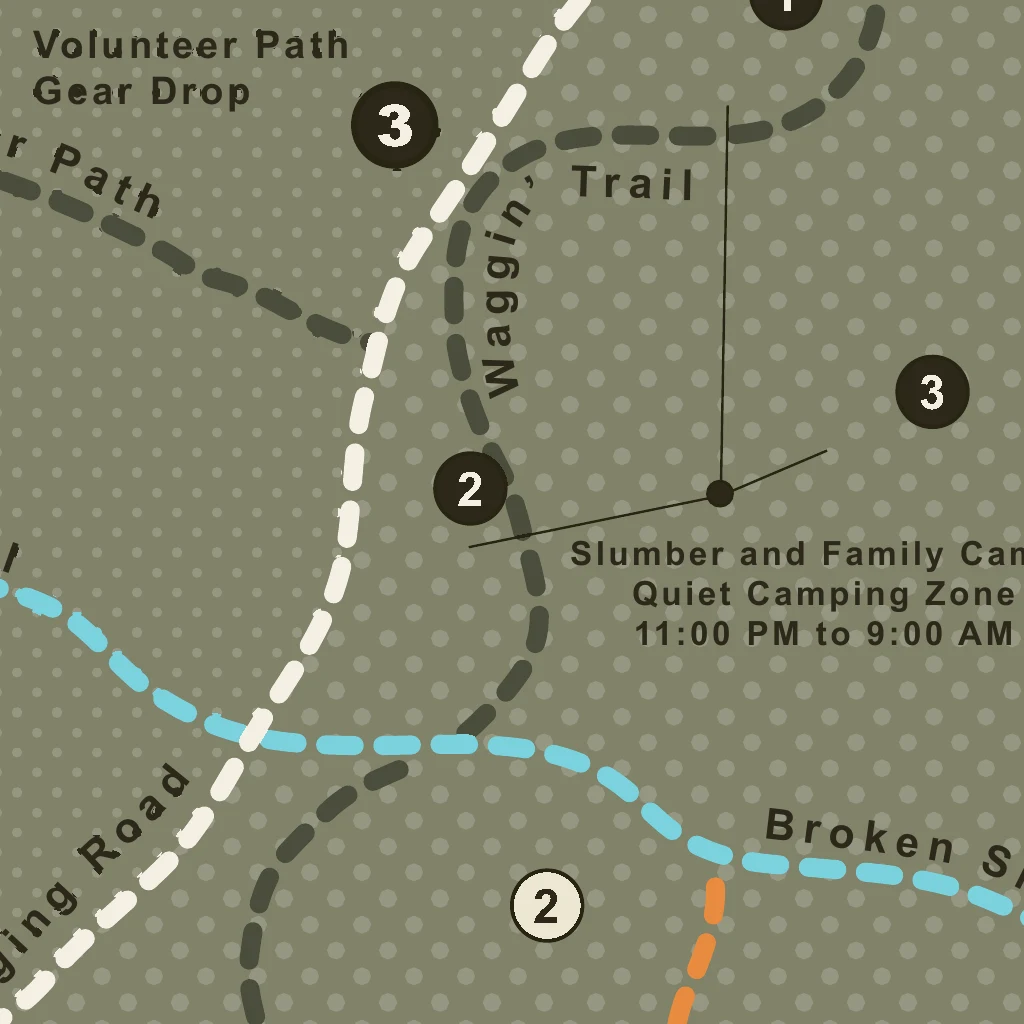 Volunteer Path
Gear Drop
3
Path
Waggin’ Trail
3
2
Slumber and Family
Quiet Camping Zone
11:00 PM to 9:00 AM
Road
Broken
2